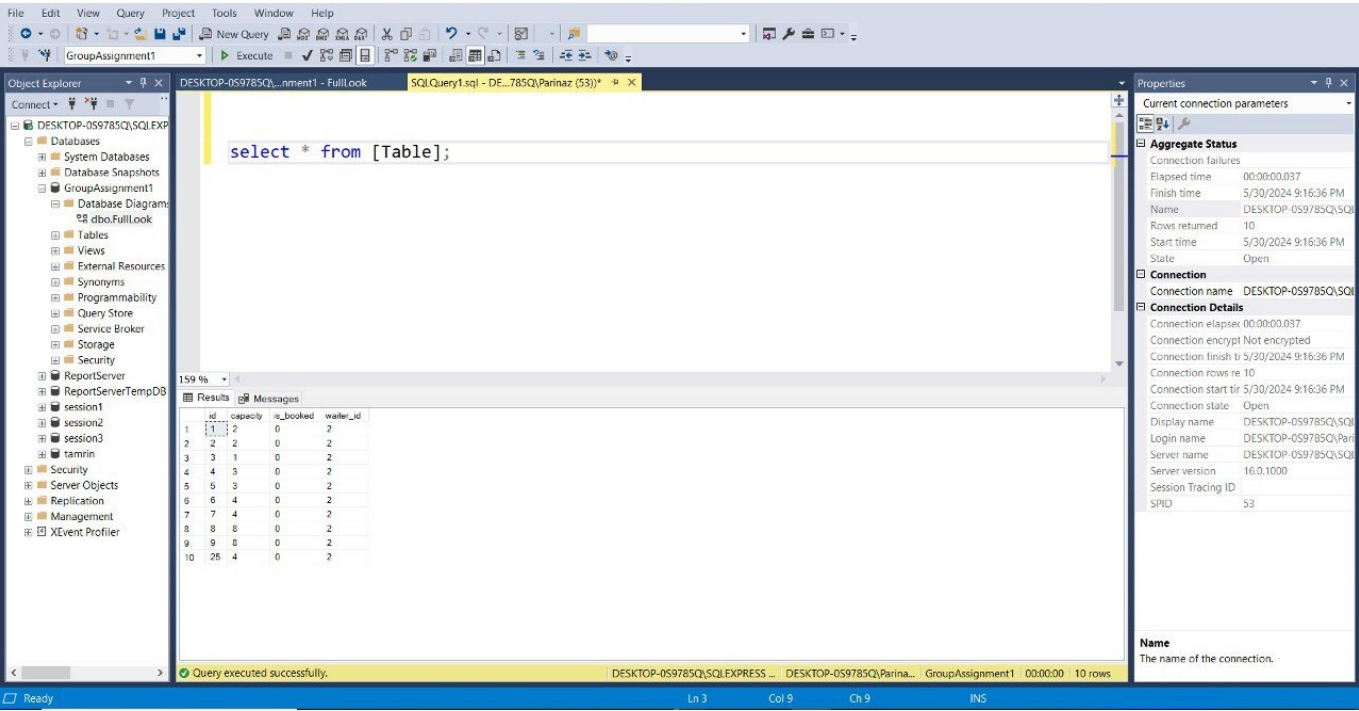 File Edit View Query Project Tools Window Help
New Query
GroupAssignment1 Execute
Object Explorer
Connect
DESKTOP-0S9785Q\SQLEXP
Databases
System Databases
Database Snapshots
GroupAssignment1
Database Diagram
dbo.FullLook
Tables
Views
External Resources
Synonyms
Programmability
Query Store
Service Broker
Storage
Security
ReportServer
ReportServerTempDB
session1
session2
session3
tamrin
Security
Server Objects
Replication
Management
XEvent Profiler
DESKTOP-0S9785Q\...nment1 - FullLook SQLQuery1.sql - DE...785Q\Parinaz (53))*
select * from [Table];
159 %
Results Messages
id capacity is_booked waiter_id
1 1 2 0 2
2 2 2 0 2
3 3 1 0 2
4 4 3 0 2
5 5 3 0 2
6 6 4 0 2
7 7 4 0 2
8 8 8 0 2
9 9 8 0 2
10 25 4 0 2
Query executed successfully. DESKTOP-0S9785Q\SQLEXPRESS ... DESKTOP-0S9785Q\Parina... GroupAssignment1 00:00:00 10 rows
Properties
Current connection parameters
Aggregate Status
Connection failures
Elapsed time 00:00:00.037
Finish time 5/30/2024 9:16:36 PM
Name DESKTOP-0S9785Q\SQL
Rows returned 10
Start time 5/30/2024 9:16:36 PM
State Open
Connection
Connection name DESKTOP-0S9785Q\SQL
Connection Details
Connection elapse 00:00:00.037
Connection encrypt Not encrypted
Connection finish ti 5/30/2024 9:16:36 PM
Connection rows re 10
Connection start tir 5/30/2024 9:16:36 PM
Connection state Open
Display name DESKTOP-0S9785Q\SQL
Login name DESKTOP-0S9785Q\Pari
Server name DESKTOP-0S9785Q\SQL
Server version 16.0.1000
Session Tracing ID
SPID 53
Name
The name of the connection.
Ready Ln 3 Col 9 Ch 9 INS